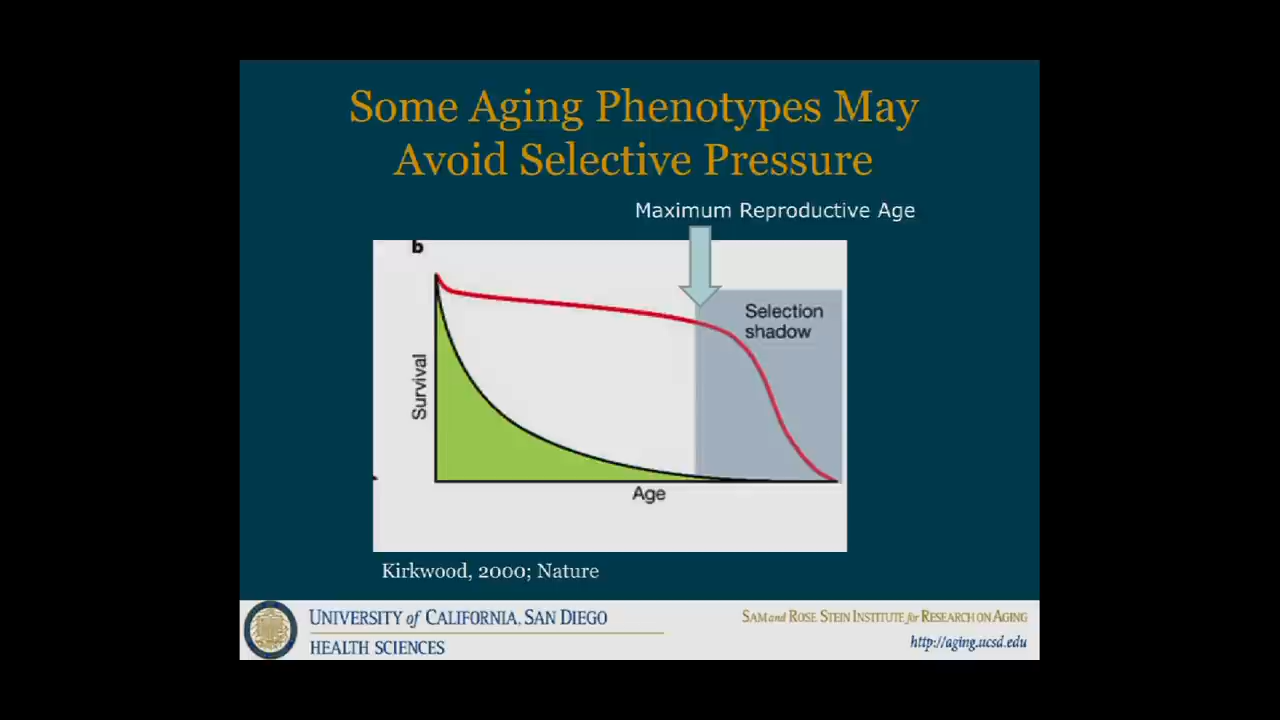 Some Aging Phenotypes May
Avoid Selective Pressure
Maximum Reproductive Age
b
Selection
shadow
Survival
Age
Kirkwood, 2000; Nature
UNIVERSITY of CALIFORNIA, SAN DIEGO
HEALTH SCIENCES
SAM and ROSE STEIN INSTITUTE for RESEARCH ON AGING
http://aging.ucsd.edu